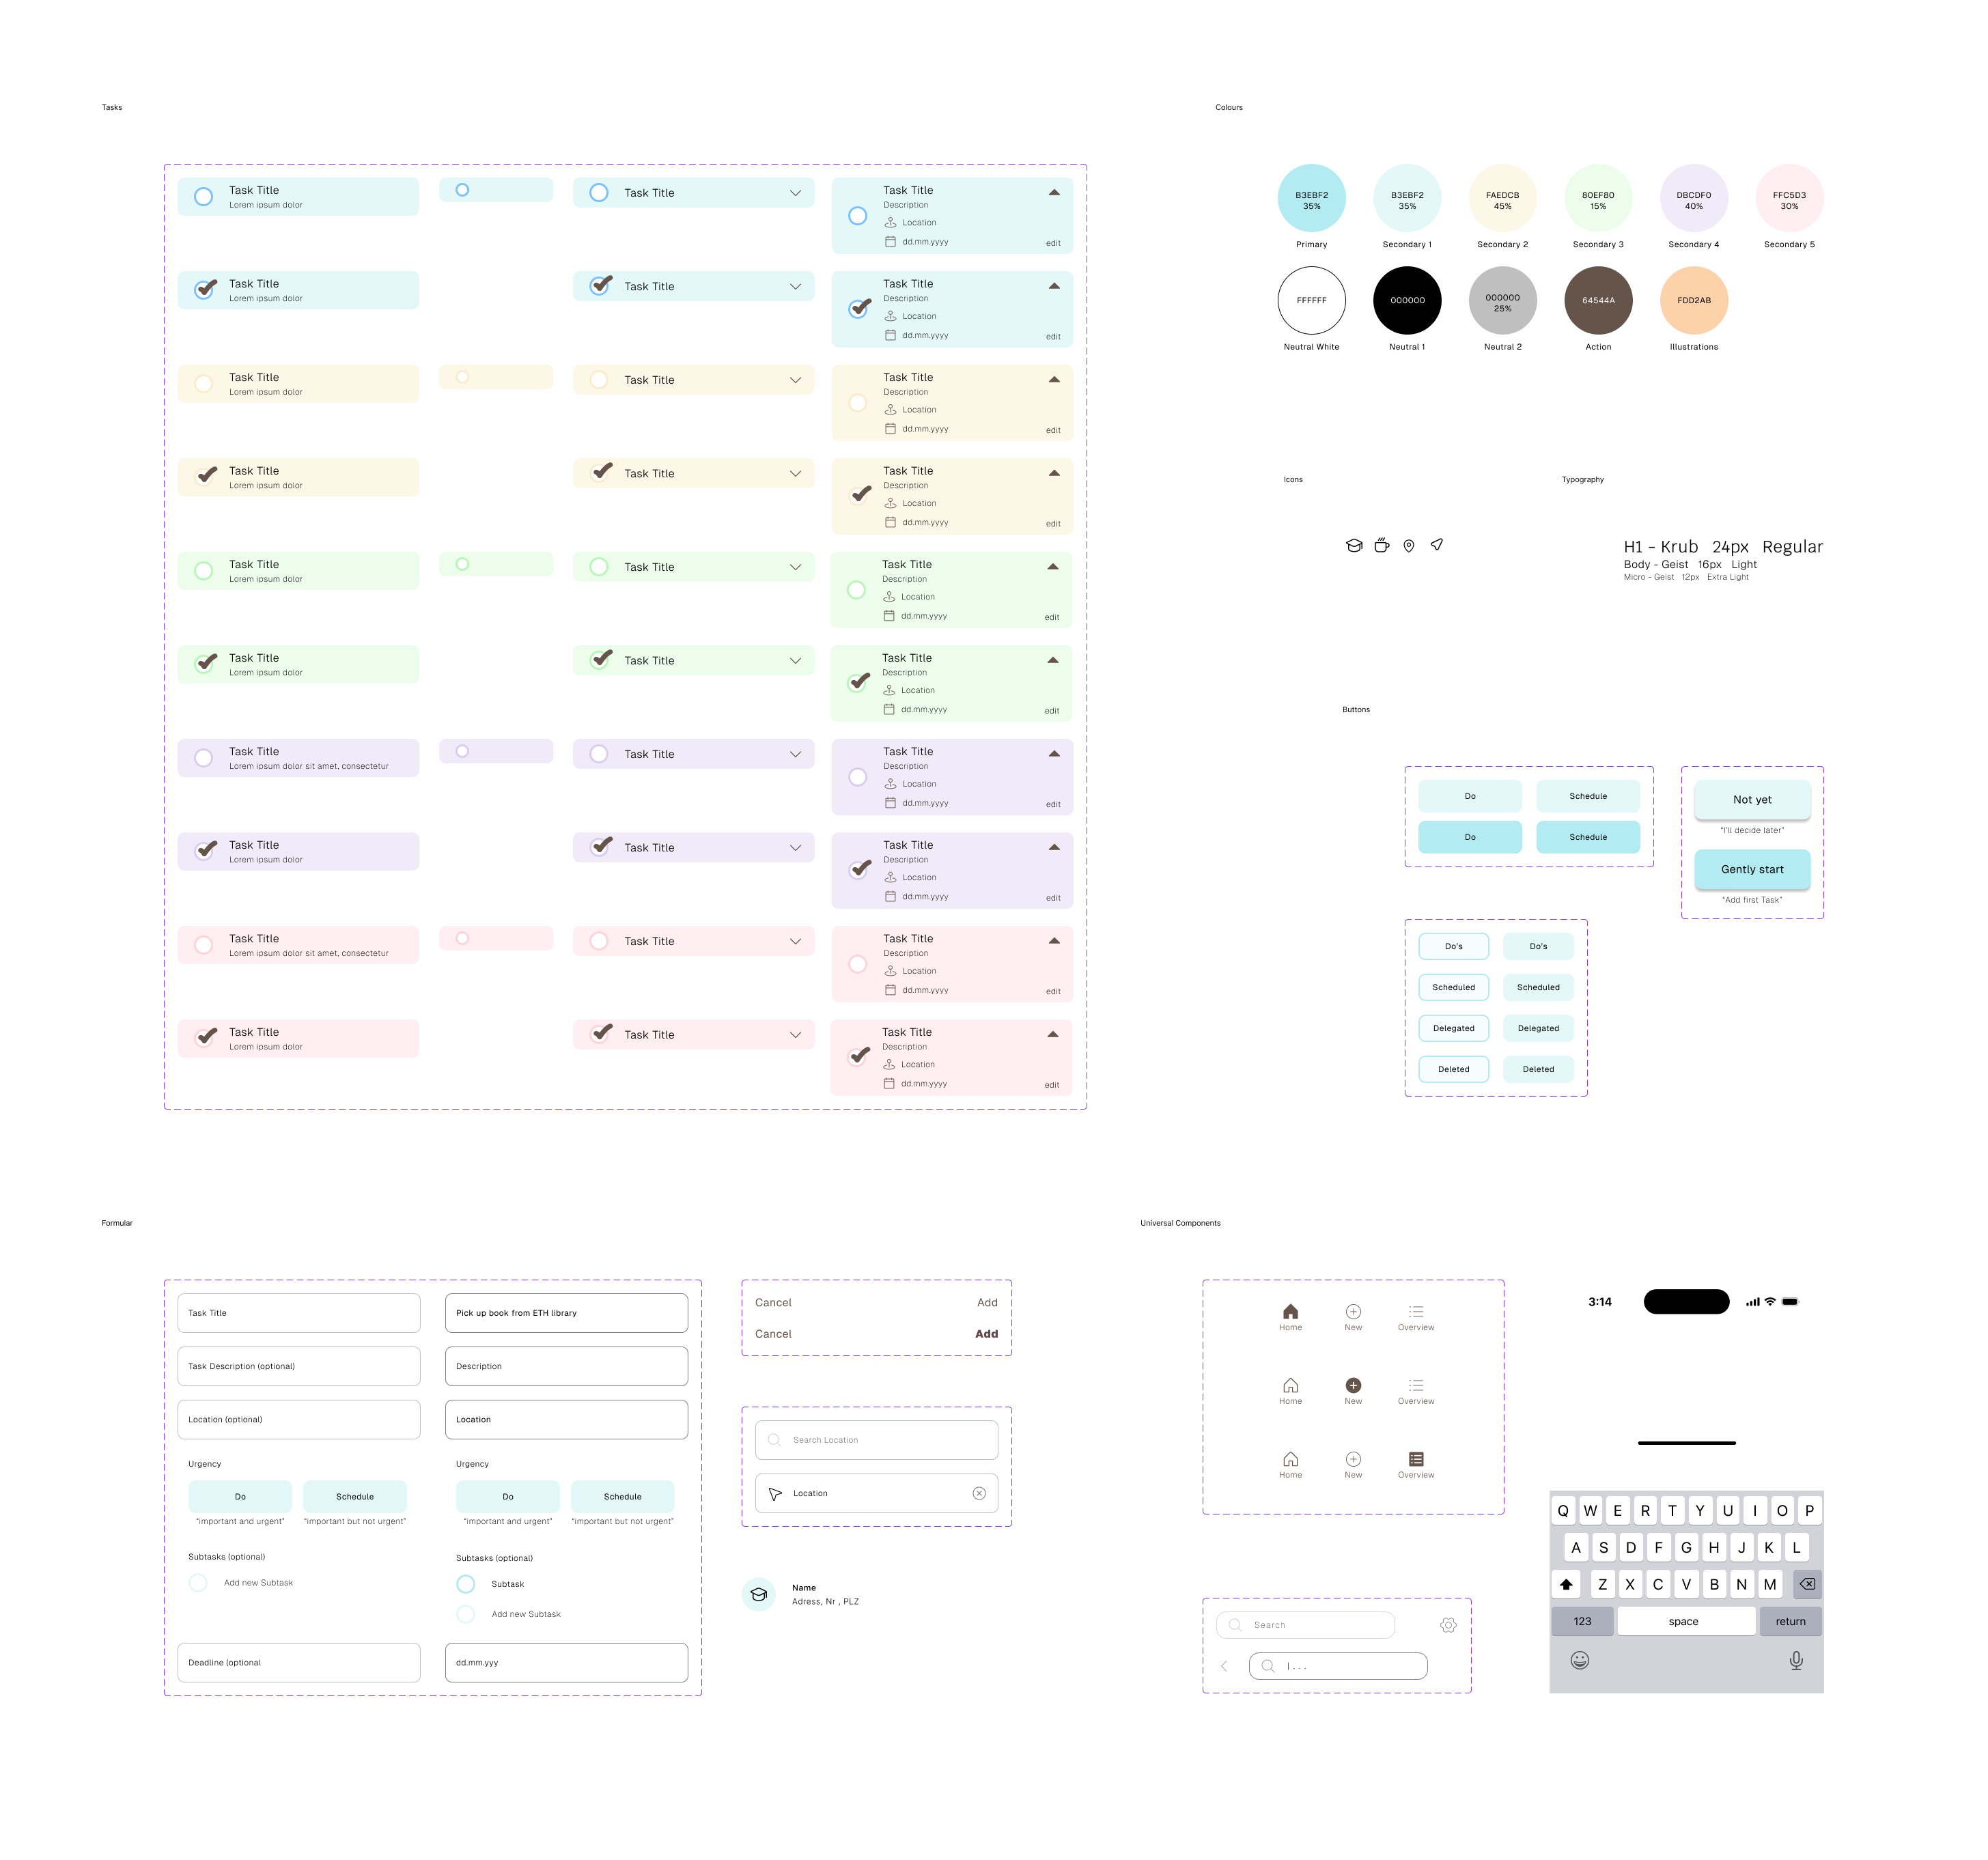 Tasks
Task Title
Lorem ipsum dolor
Task Title
Task Title
Description
Location
dd.mm.yyyy
edit
Task Title
Lorem ipsum dolor
Task Title
Task Title
Description
Location
dd.mm.yyyy
edit
Task Title
Lorem ipsum dolor
Task Title
Task Title
Description
Location
dd.mm.yyyy
edit
Task Title
Lorem ipsum dolor
Task Title
Task Title
Description
Location
dd.mm.yyyy
edit
Task Title
Lorem ipsum dolor
Task Title
Task Title
Description
Location
dd.mm.yyyy
edit
Task Title
Lorem ipsum dolor
Task Title
Task Title
Description
Location
dd.mm.yyyy
edit
Task Title
Lorem ipsum dolor sit amet, consectetur
Task Title
Task Title
Description
Location
dd.mm.yyyy
edit
Task Title
Lorem ipsum dolor
Task Title
Task Title
Description
Location
dd.mm.yyyy
edit
Task Title
Lorem ipsum dolor sit amet, consectetur
Task Title
Task Title
Description
Location
dd.mm.yyyy
edit
Task Title
Lorem ipsum dolor
Task Title
Task Title
Description
Location
dd.mm.yyyy
edit
Colours
B3EBF2
35%
Primary
B3EBF2
35%
Secondary 1
FAEDCB
45%
Secondary 2
80EF80
15%
Secondary 3
DBCDF0
40%
Secondary 4
FFC5D3
30%
Secondary 5
FFFFFF
Neutral White
000000
Neutral 1
000000
25%
Neutral 2
64544A
Action
FDD2AB
Illustrations
Icons
Typography
H1 - Krub 24px Regular
Body - Geist 16px Light
Micro - Geist 12px Extra Light
Buttons
Do Schedule
Do Schedule
Not yet
"I'll decide later"
Gently start
"Add first Task"
Do's Do's
Scheduled Scheduled
Delegated Delegated
Deleted Deleted
Formular
Task Title
Task Description (optional)
Location (optional)
Urgency
Do Schedule
"important and urgent" "important but not urgent"
Subtasks (optional)
Add new Subtask
Deadline (optional
Pick up book from ETH library
Description
Location
Urgency
Do Schedule
"important and urgent" "important but not urgent"
Subtasks (optional)
Subtask
Add new Subtask
dd.mm.yyy
Cancel Add
Cancel Add
Search Location
Location
Name
Adress, Nr , PLZ
Universal Components
Home New Overview
Home New Overview
Home New Overview
Search
| . . .
3:14
Q W E R T Y U I O P
A S D F G H J K L
Z X C V B N M
123 space return